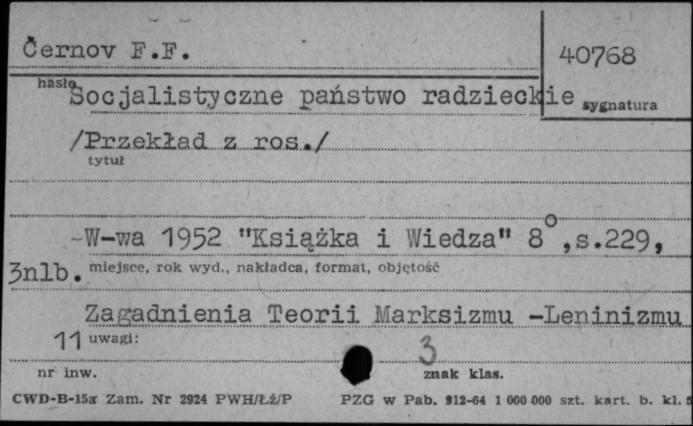 Černov F.F.
40768
hasło
Socjalistyczne państwo radzieckie
sygnatura
/Przekład z ros./
tytuł
-W-wa 1952 "Książka i Wiedza" 8°,s.229,
3nlb.
miejsce, rok wyd., nakładca, format, objętość
Zagadnienia Teorii Marksizmu -Leninizmu
11 uwagi: 3
nr inw. znak klas.
CWD-B-15a Zam. Nr 2924 PWH/Łż/P PZG w Pab. 912-64 1 000 000 szt. kart. b. kl.